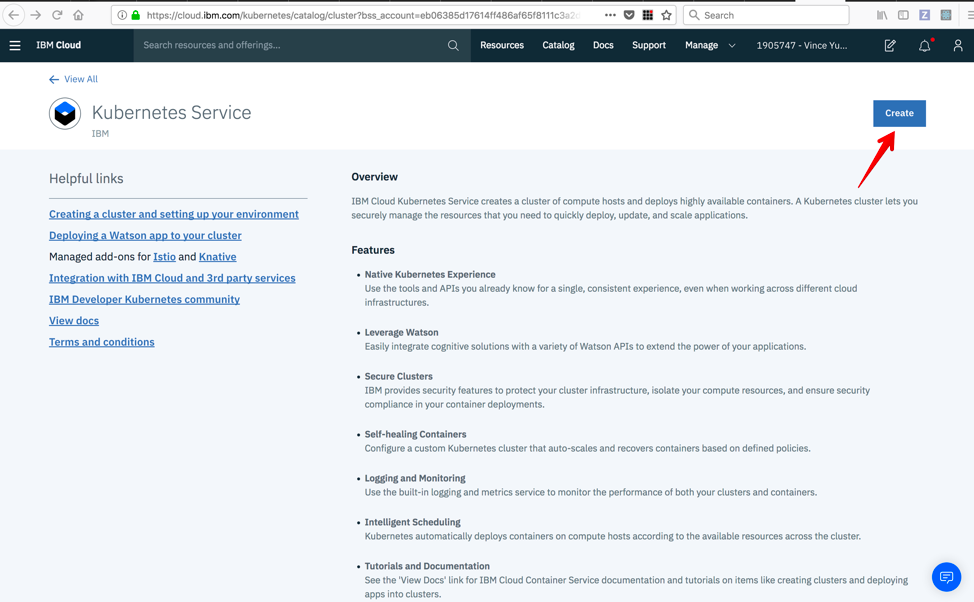 https://cloud.ibm.com/kubernetes/catalog/cluster?bss_account=eb06385d17614ff486af65f8111c3a2
Search
IBM Cloud
Search resources and offerings...
Resources
Catalog
Docs
Support
Manage
1905747 - Vince Yu...
View All
Kubernetes Service
IBM
Create
Helpful links
Creating a cluster and setting up your environment
Deploying a Watson app to your cluster
Managed add-ons for Istio and Knative
Integration with IBM Cloud and 3rd party services
IBM Developer Kubernetes community
View docs
Terms and conditions
Overview
IBM Cloud Kubernetes Service creates a cluster of compute hosts and deploys highly available containers. A Kubernetes cluster lets you
securely manage the resources that you need to quickly deploy, update, and scale applications.
Features
• Native Kubernetes Experience
Use the tools and APIs you already know for a single, consistent experience, even when working across different cloud
infrastructures.
• Leverage Watson
Easily integrate cognitive solutions with a variety of Watson APIs to extend the power of your applications.
• Secure Clusters
IBM provides security features to protect your cluster infrastructure, isolate your compute resources, and ensure security
compliance in your container deployments.
• Self-healing Containers
Configure a custom Kubernetes cluster that auto-scales and recovers containers based on defined policies.
• Logging and Monitoring
Use the built-in logging and metrics service to monitor the performance of both your clusters and containers.
• Intelligent Scheduling
Kubernetes automatically deploys containers on compute hosts according to the available resources across the cluster.
• Tutorials and Documentation
See the 'View Docs' link for IBM Cloud Container Service documentation and tutorials on items like creating clusters and deploying
apps into clusters.